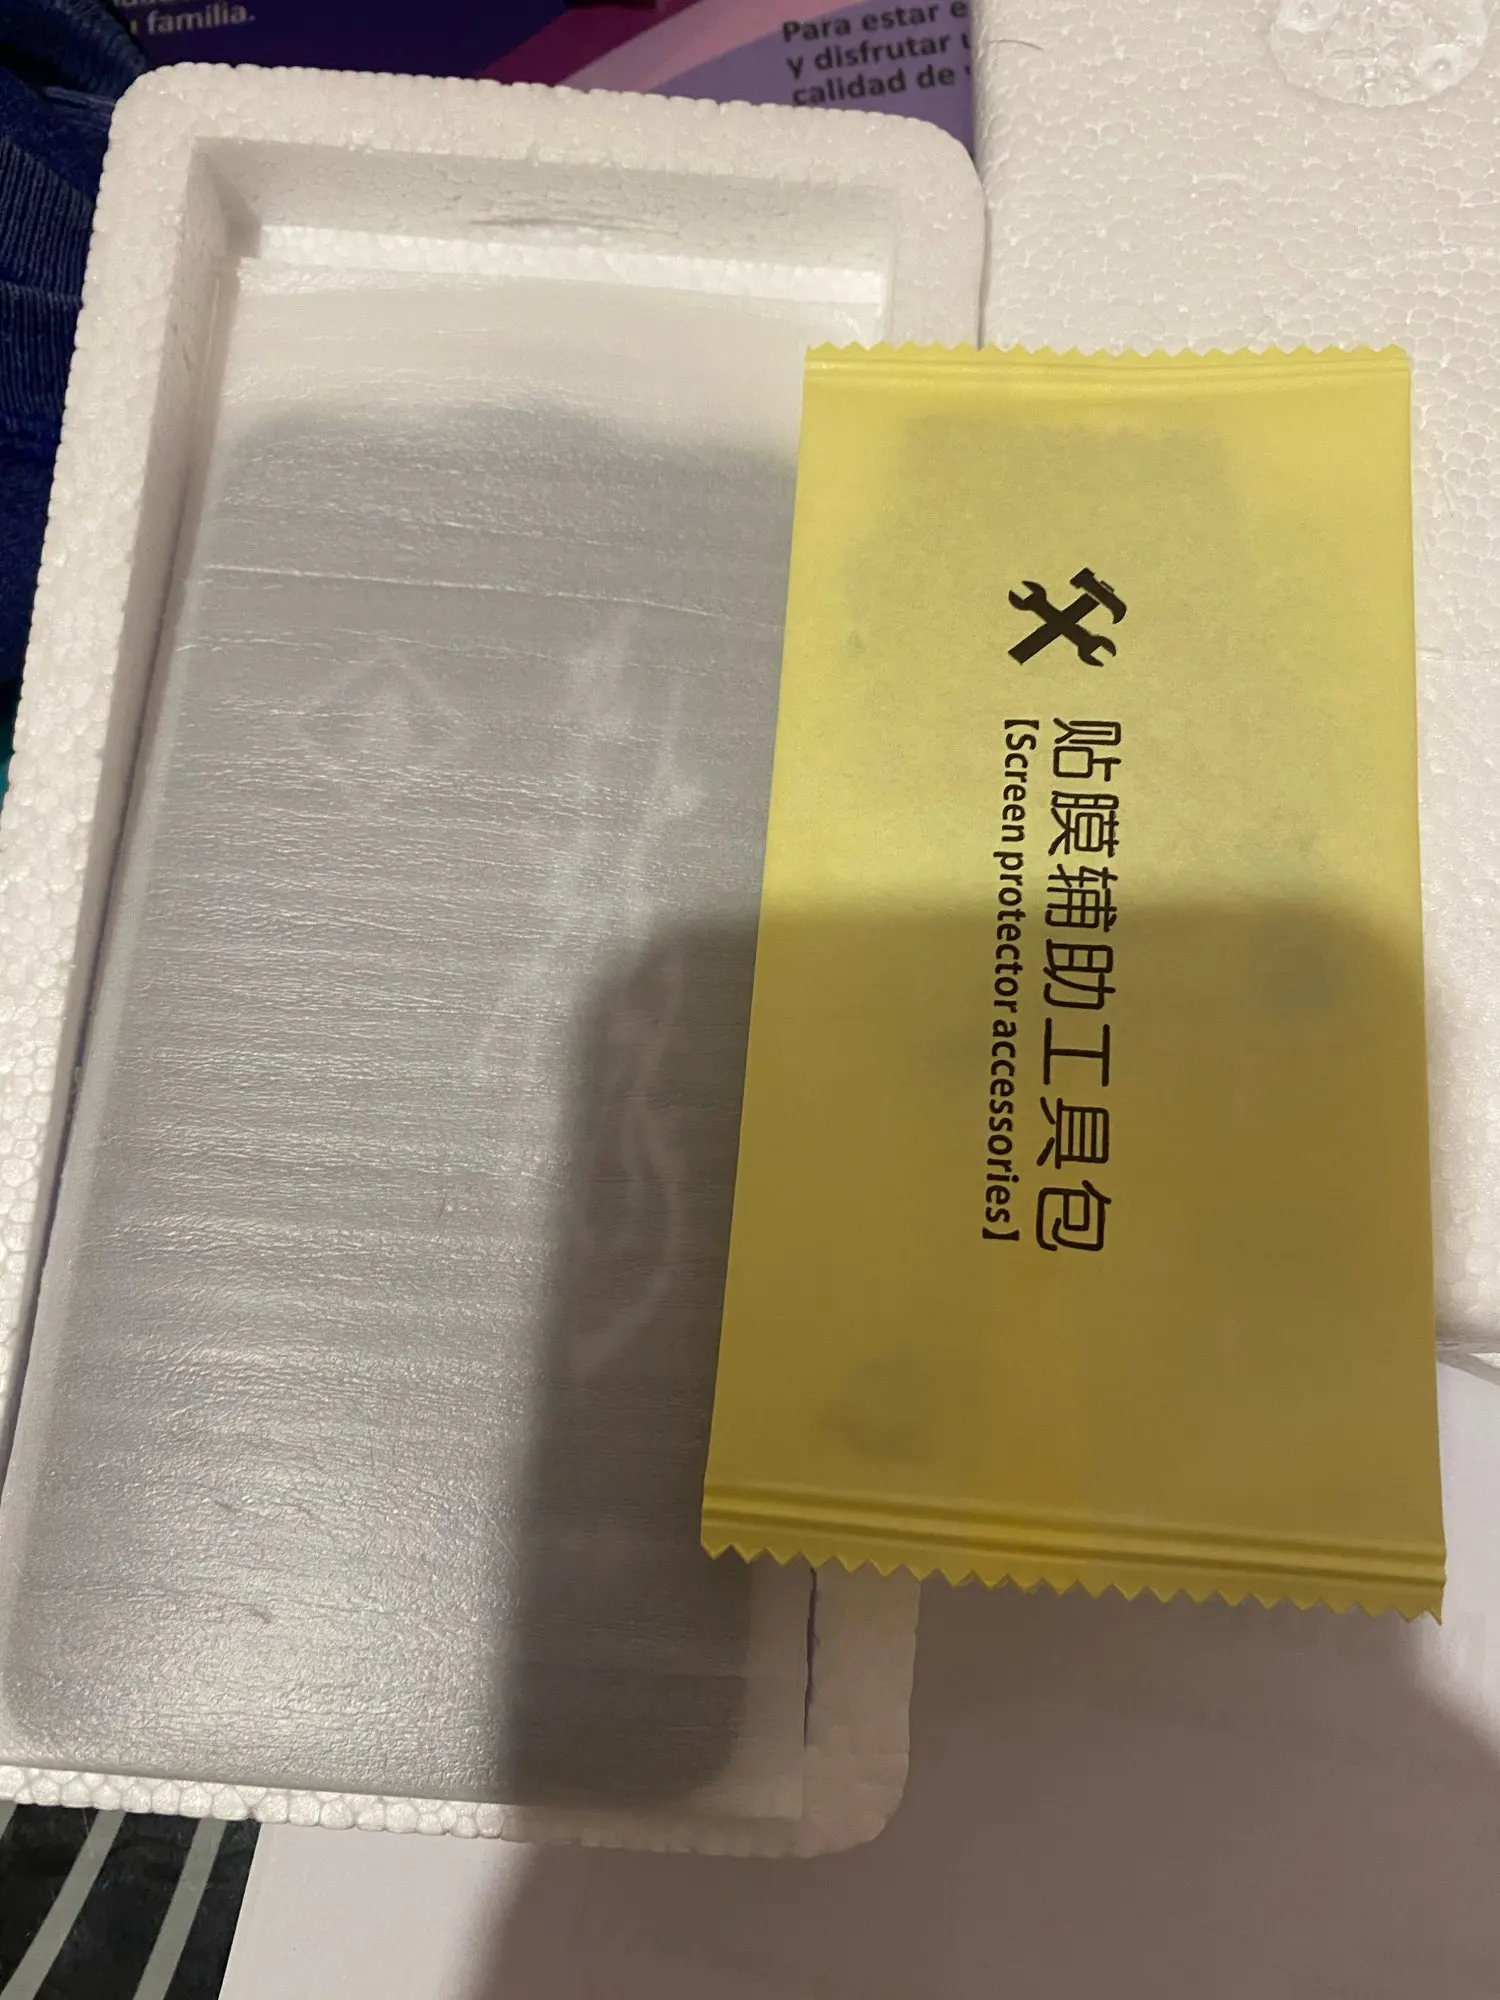 familia.
Para estar e
y disfrutar
calidad de
贴膜辅助工具包
【Screen protector accessories】